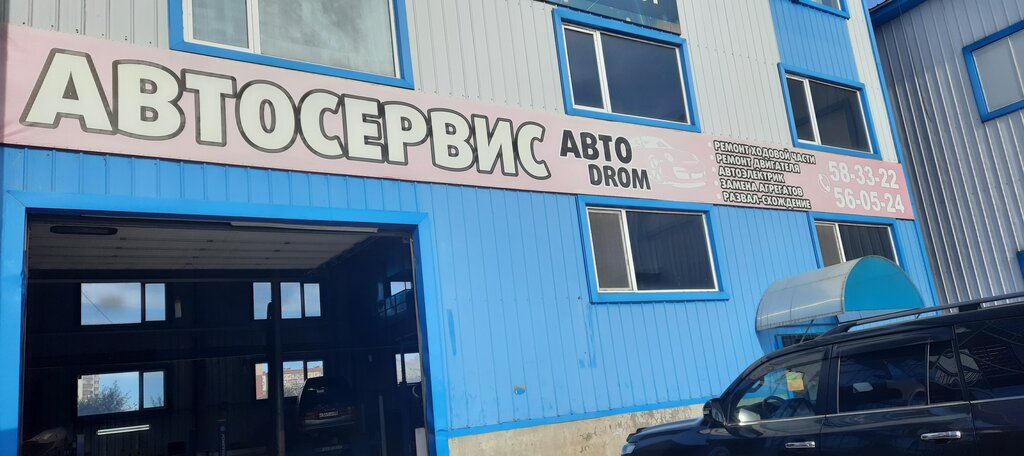 АВТОСЕРВИС
АВТО
DROM
• РЕМОНТ ХОДОВОЙ ЧАСТИ
• РЕМОНТ ДВИГАТЕЛЯ
• АВТОЭЛЕКТРИК
• ЗАМЕНА АГРЕГАТОВ
• РАЗВАЛ-СХОЖДЕНИЕ
58-33-22
56-05-24